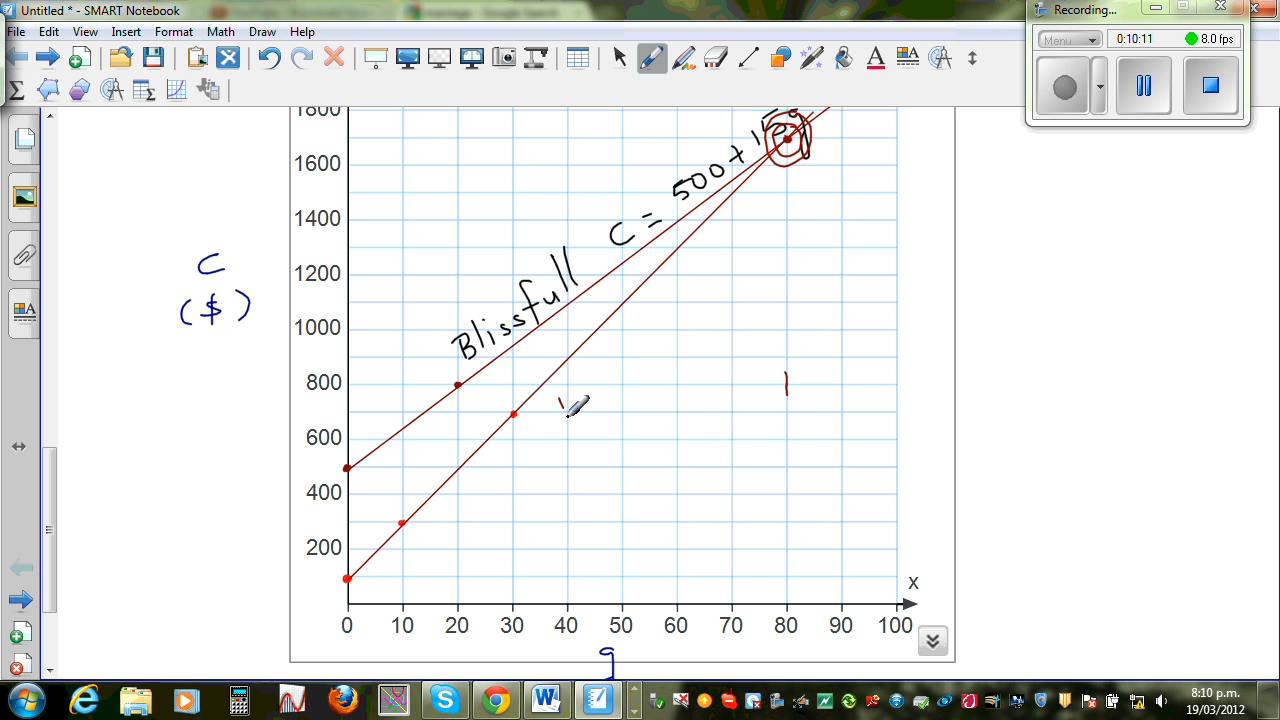 Untitled * - SMART Notebook
Recording...
File Edit View Insert Format Math Draw Help
Menu
0:10:11
8.0 fps
1800
1600
1400
1200
1000
800
600
400
200
C
($)
Blissfull C = 500 + 15g
x
0 10 20 30 40 50 60 70 80 90 100
g
8:10 p.m.
19/03/2012